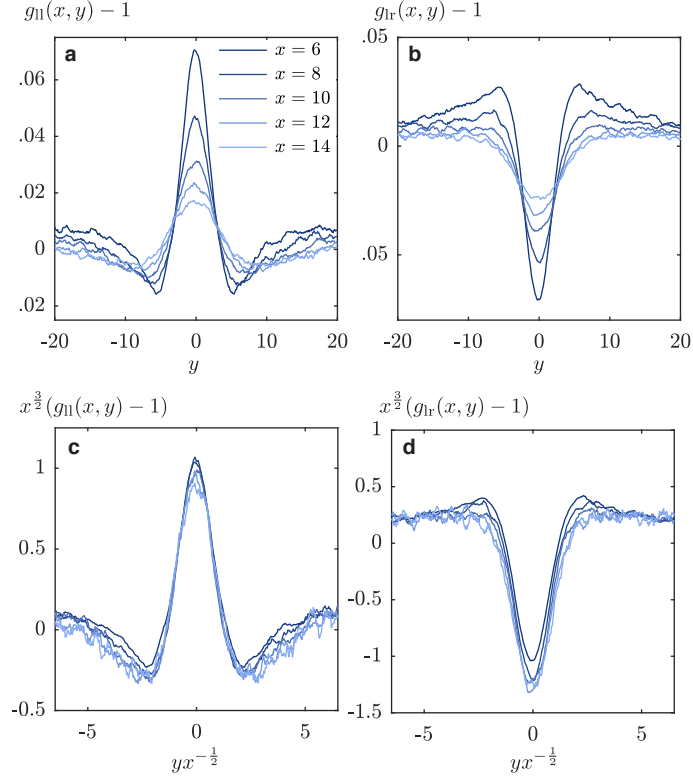 g_ll(x, y) − 1
g_lr(x, y) − 1
a
x = 6
x = 8
x = 10
x = 12
x = 14
.06
.04
.02
0
.02
-20
-10
0
10
20
y
b
.05
0
.05
-20
-10
0
10
20
y
x^{3/2}(g_ll(x, y) − 1)
x^{3/2}(g_lr(x, y) − 1)
c
1
0.5
0
-0.5
-5
0
5
yx^{−1/2}
d
1
0.5
0
-0.5
-1
-1.5
-5
0
5
yx^{−1/2}